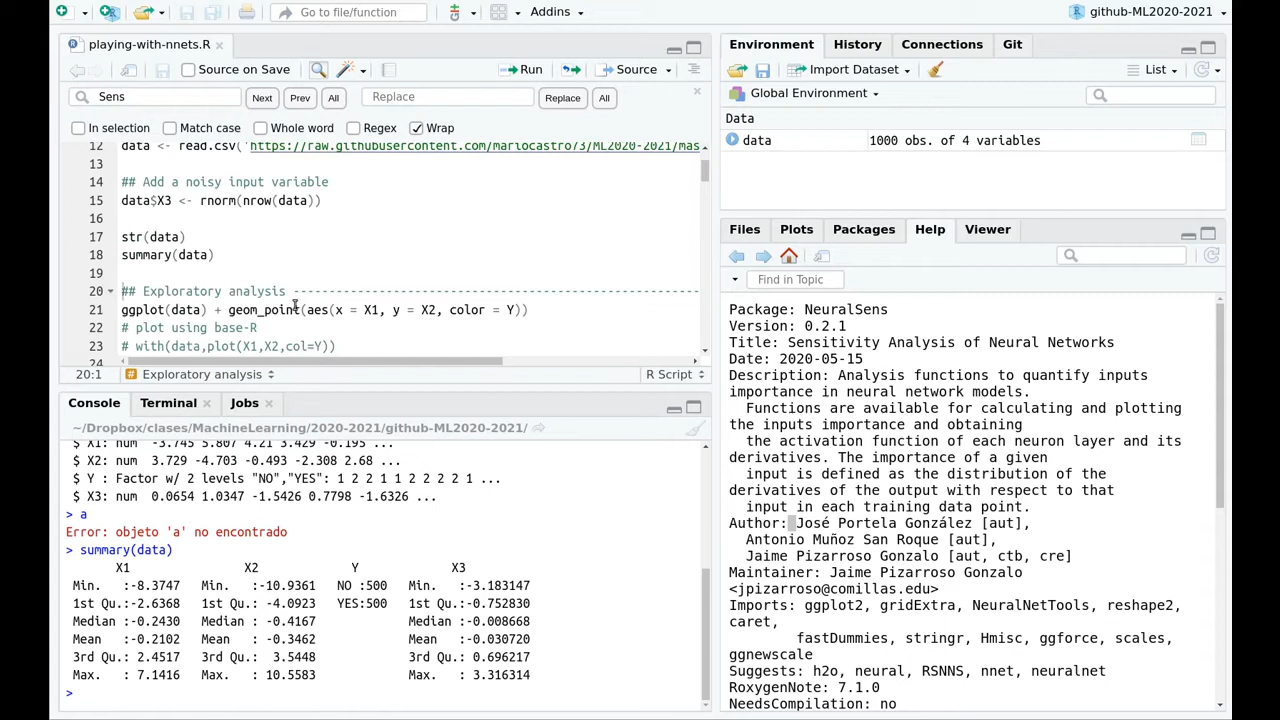 Go to file/function
Addins
github-ML2020-2021
playing-with-nnets.R
Source on Save
Run
Source
Sens
Next
Prev
All
Replace
Replace
All
In selection
Match case
Whole word
Regex
Wrap
12 data <- read.csv('https://raw.githubusercontent.com/mariocastro73/ML2020-2021/mas
13
14 ## Add a noisy input variable
15 data$X3 <- rnorm(nrow(data))
16
17 str(data)
18 summary(data)
19
20 ## Exploratory analysis --------------------------------------------------------
21 ggplot(data) + geom_point(aes(x = X1, y = X2, color = Y))
22 # plot using base-R
23 # with(data,plot(X1,X2,col=Y))
24
20:1
Exploratory analysis
R Script
Console
Terminal
Jobs
~/Dropbox/clases/MachineLearning/2020-2021/github-ML2020-2021/
$ X1: num -3.745 5.807 4.21 3.429 -0.195 ...
$ X2: num 3.729 -4.703 -0.493 -2.308 2.68 ...
$ Y : Factor w/ 2 levels "NO","YES": 1 2 2 1 1 2 2 2 2 1 ...
$ X3: num 0.0654 1.0347 -1.5426 0.7798 -1.6326 ...
> a
Error: objeto 'a' no encontrado
> summary(data)
X1 X2 Y X3
Min. :-8.3747 Min. :-10.9361 NO :500 Min. :-3.183147
1st Qu.:-2.6368 1st Qu.: -4.0923 YES:500 1st Qu.:-0.752830
Median :-0.2430 Median : -0.4167 Median :-0.008668
Mean :-0.2102 Mean : -0.3462 Mean :-0.030720
3rd Qu.: 2.4517 3rd Qu.: 3.5448 3rd Qu.: 0.696217
Max. : 7.1416 Max. : 10.5583 Max. : 3.316314
>
Environment
History
Connections
Git
Import Dataset
List
Global Environment
Data
data 1000 obs. of 4 variables
Files
Plots
Packages
Help
Viewer
Find in Topic
Package: NeuralSens
Version: 0.2.1
Title: Sensitivity Analysis of Neural Networks
Date: 2020-05-15
Description: Analysis functions to quantify inputs
importance in neural network models.
Functions are available for calculating and plotting
the inputs importance and obtaining
the activation function of each neuron layer and its
derivatives. The importance of a given
input is defined as the distribution of the
derivatives of the output with respect to that
input in each training data point.
Author: José Portela González [aut],
Antonio Muñoz San Roque [aut],
Jaime Pizarroso Gonzalo [aut, ctb, cre]
Maintainer: Jaime Pizarroso Gonzalo
<jpizarroso@comillas.edu>
Imports: ggplot2, gridExtra, NeuralNetTools, reshape2,
caret,
fastDummies, stringr, Hmisc, ggforce, scales,
ggnewscale
Suggests: h2o, neural, RSNNS, nnet, neuralnet
RoxygenNote: 7.1.0
NeedsCompilation: no